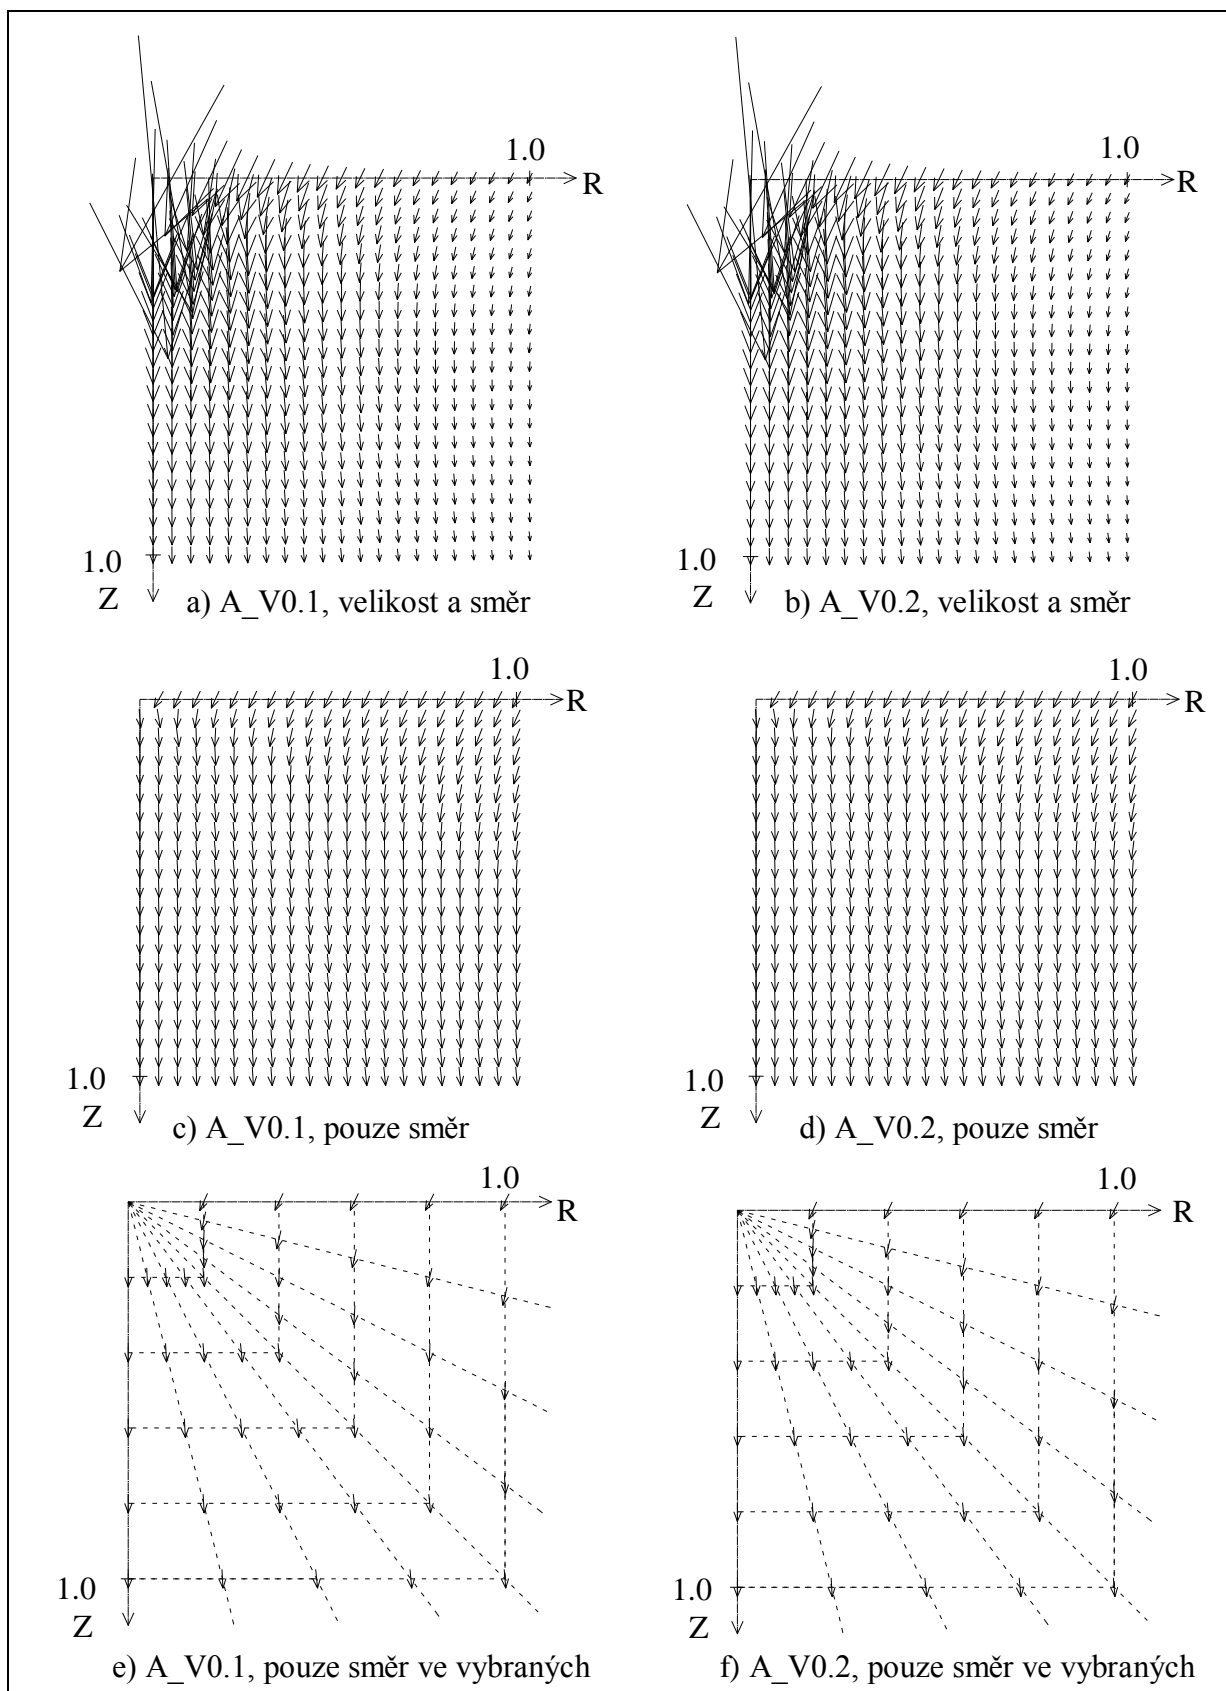 1.0
R
1.0
Z
a) A_V0.1, velikost a směr
1.0
R
1.0
Z
b) A_V0.2, velikost a směr
1.0
R
1.0
Z
c) A_V0.1, pouze směr
1.0
R
1.0
Z
d) A_V0.2, pouze směr
1.0
R
1.0
Z
e) A_V0.1, pouze směr ve vybraných
1.0
R
1.0
Z
f) A_V0.2, pouze směr ve vybraných